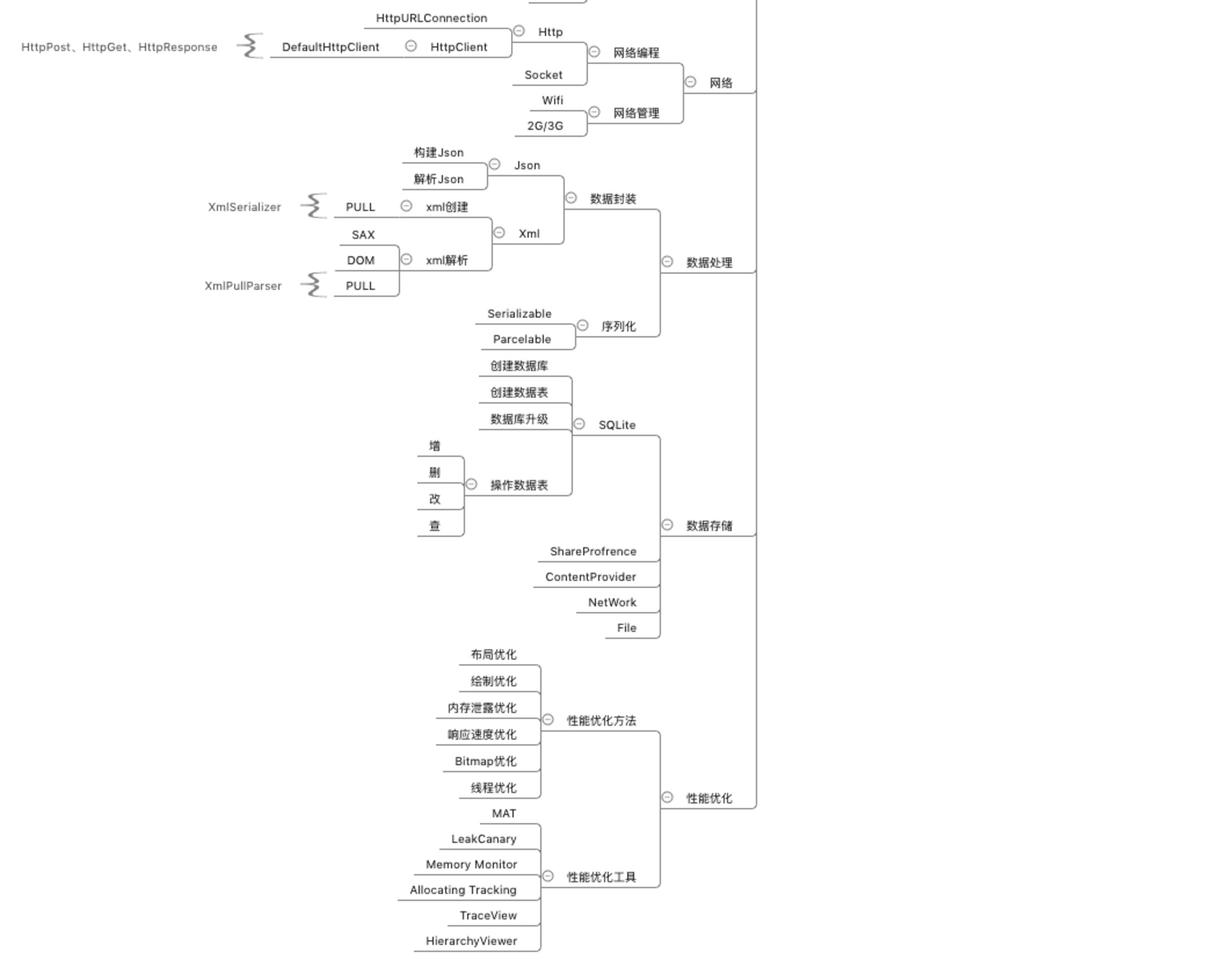 HttpURLConnection
Http
HttpPost、HttpGet、HttpResponse
DefaultHttpClient
HttpClient
网络编程
Socket
网络
Wifi
网络管理
2G/3G
构建Json
Json
解析Json
数据封装
XmlSerializer
PULL
xml创建
Xml
SAX
DOM
xml解析
数据处理
XmlPullParser
PULL
Serializable
序列化
Parcelable
创建数据库
创建数据表
数据库升级
SQLite
增
删
操作数据表
改
查
数据存储
ShareProfrence
ContentProvider
NetWork
File
布局优化
绘制优化
内存泄露优化
性能优化方法
响应速度优化
Bitmap优化
线程优化
性能优化
MAT
LeakCanary
Memory Monitor
性能优化工具
Allocating Tracking
TraceView
HierarchyViewer